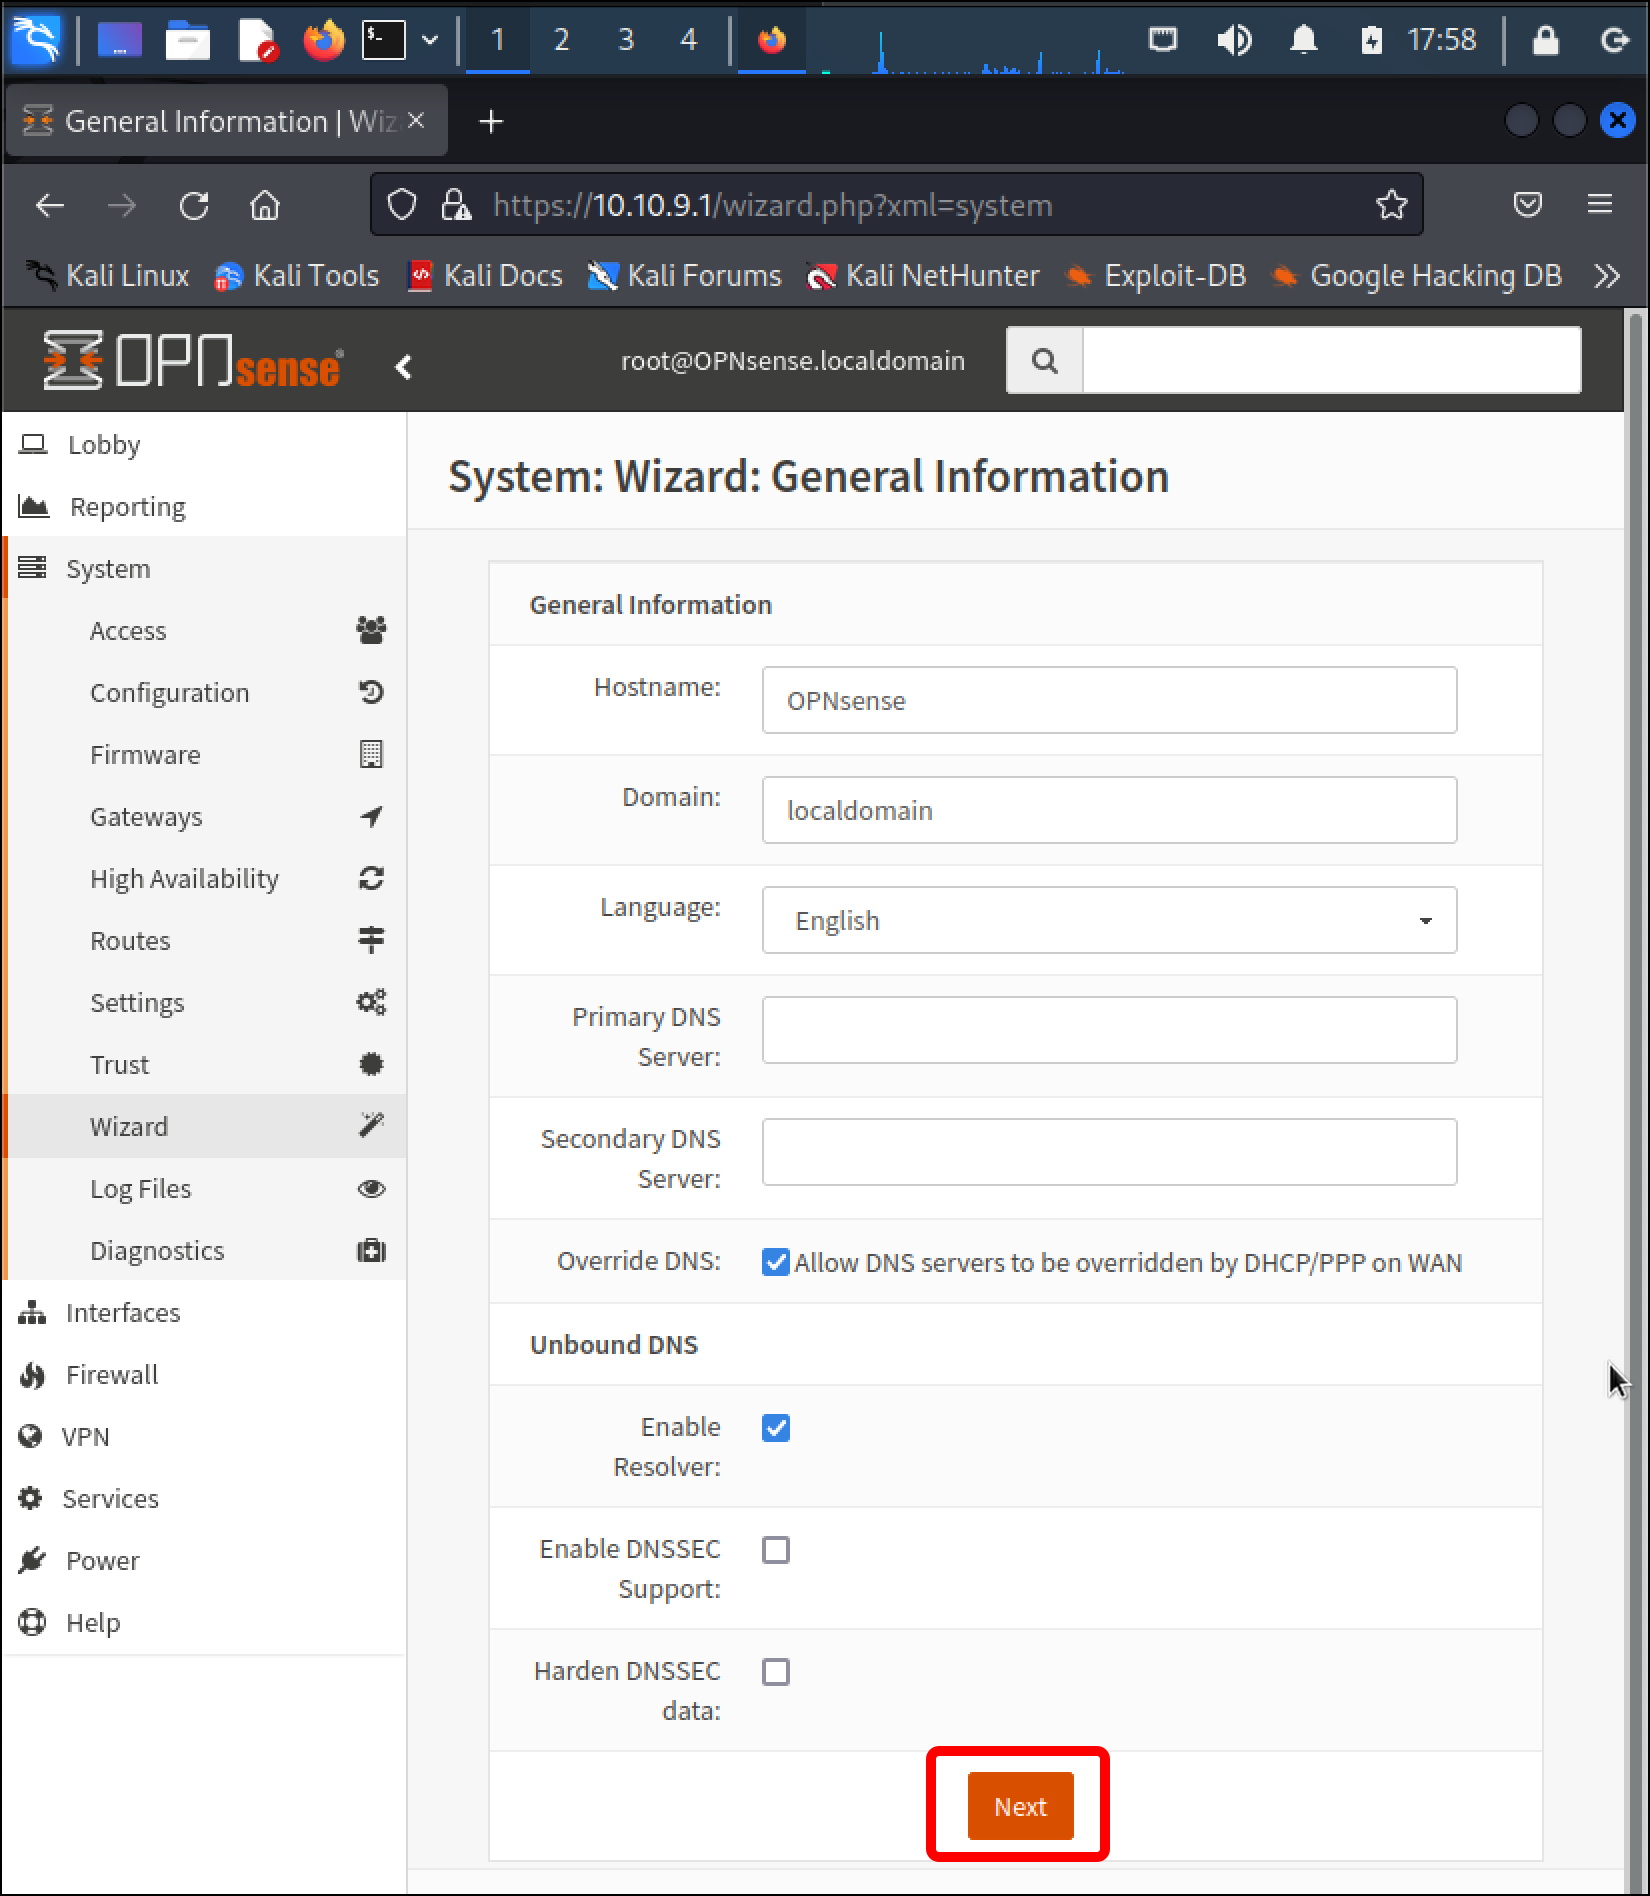 1 2 3 4 17:58
General Information | Wiz
https://10.10.9.1/wizard.php?xml=system
Kali Linux Kali Tools Kali Docs Kali Forums Kali NetHunter Exploit-DB Google Hacking DB
OPNsense root@OPNsense.localdomain
Lobby
Reporting
System
Access
Configuration
Firmware
Gateways
High Availability
Routes
Settings
Trust
Wizard
Log Files
Diagnostics
Interfaces
Firewall
VPN
Services
Power
Help
System: Wizard: General Information
General Information
Hostname: OPNsense
Domain: localdomain
Language: English
Primary DNS
Server:
Secondary DNS
Server:
Override DNS: Allow DNS servers to be overridden by DHCP/PPP on WAN
Unbound DNS
Enable
Resolver:
Enable DNSSEC
Support:
Harden DNSSEC
data:
Next